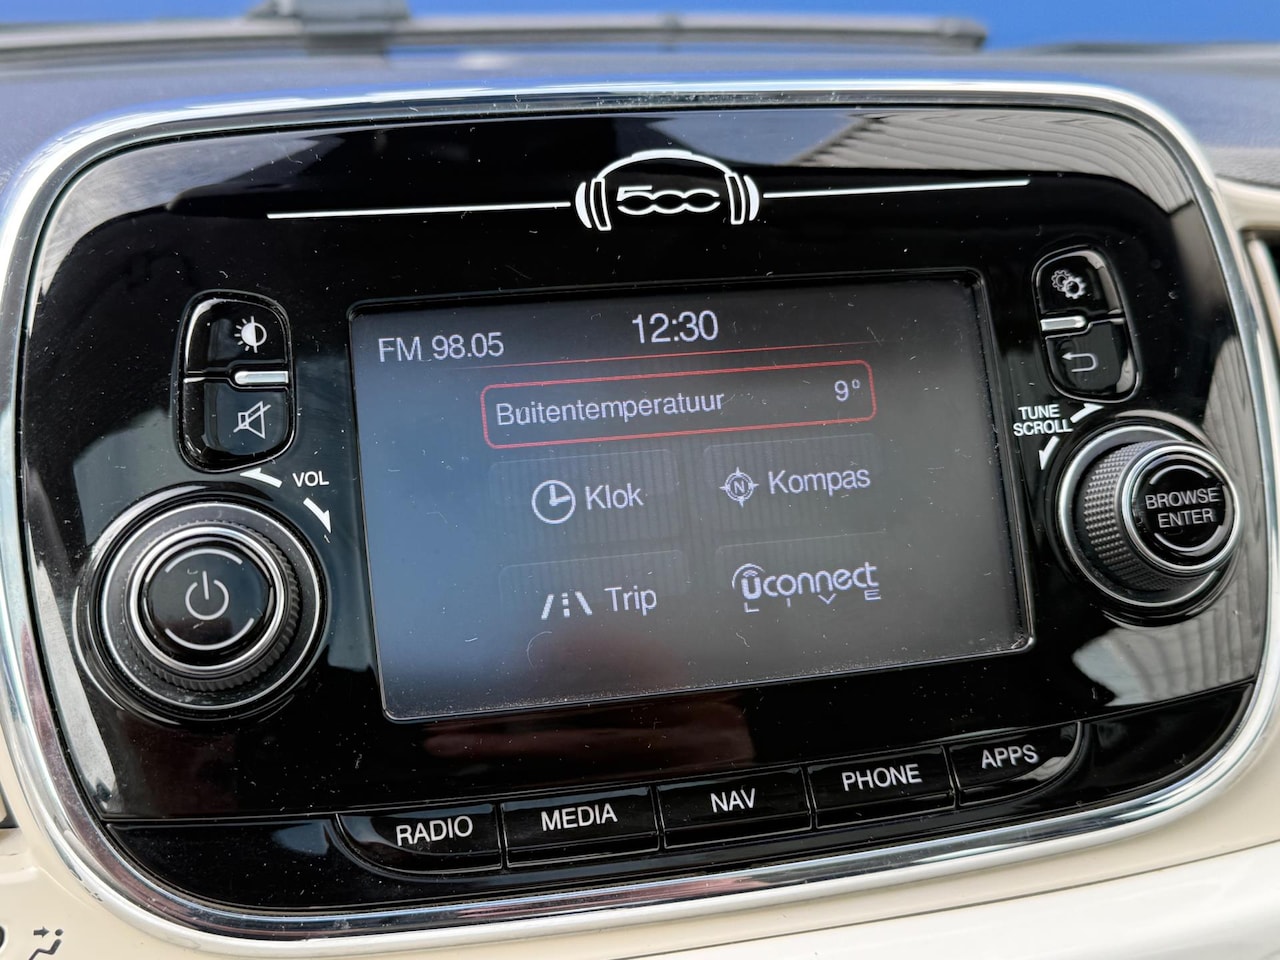 500
FM 98.05
12:30
Buitentemperatuur 9°
Klok
Kompas
Trip
Uconnect
LIVE
VOL
TUNE
SCROLL
BROWSE
ENTER
RADIO
MEDIA
NAV
PHONE
APPS